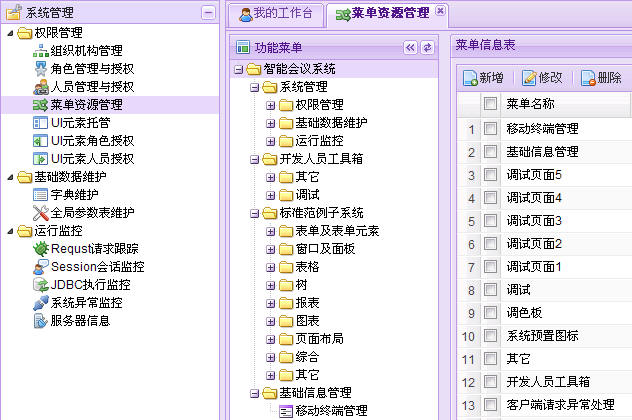 系统管理
权限管理
组织机构管理
角色管理与授权
人员管理与授权
菜单资源管理
UI元素托管
UI元素角色授权
UI元素人员授权
基础数据维护
字典维护
全局参数表维护
运行监控
Requst请求跟踪
Session会话监控
JDBC执行监控
系统异常监控
服务器信息
我的工作台
菜单资源管理
功能菜单
智能会议系统
系统管理
权限管理
基础数据维护
运行监控
开发人员工具箱
其它
调试
标准范例子系统
表单及表单元素
窗口及面板
表格
树
报表
图表
页面布局
综合
其它
基础信息管理
移动终端管理
菜单信息表
新增 修改 删除
菜单名称
1 移动终端管理
2 基础信息管理
3 调试页面5
4 调试页面4
5 调试页面3
6 调试页面2
7 调试页面1
8 调试
9 调色板
10 系统预置图标
11 其它
12 开发人员工具箱
13 客户端请求异常处理